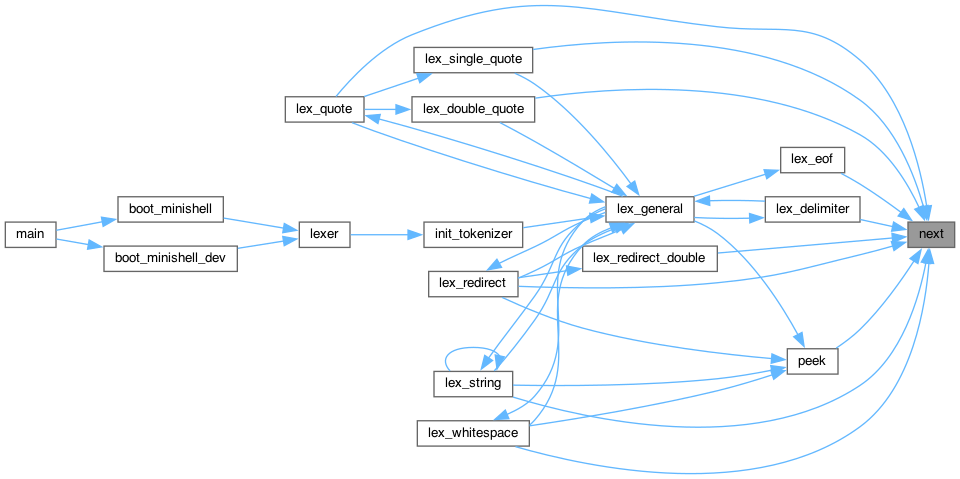 main
boot_minishell
boot_minishell_dev
lexer
init_tokenizer
lex_quote
lex_single_quote
lex_double_quote
lex_redirect
lex_string
lex_whitespace
lex_general
lex_redirect_double
lex_eof
lex_delimiter
peek
next